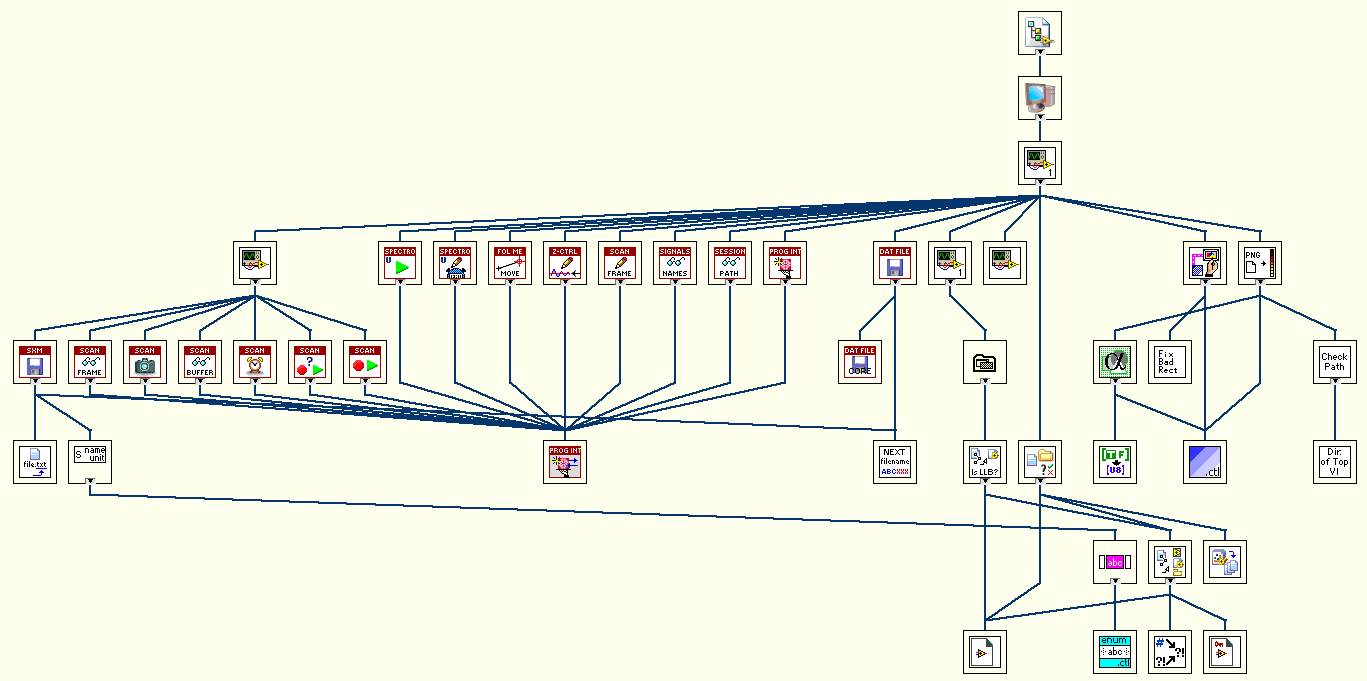 1
SPECTRO
U
SPECTRO
U
FOL ME
MOVE
Z-CTRL
SCAN
FRAME
SIGNALS
NAMES
SESSION
PATH
PROG INT
DAT FILE
1
PNG
SXM
SCAN
FRAME
SCAN
SCAN
BUFFER
SCAN
SCAN
?
SCAN
DAT FILE
CORE
α
Fix
Bad
Rect
Check
Path
file.txt
S name
unit
PROG INT
NEXT
filename
ABCXXX
Is LLB?
?
[TF]
[U8]
.ctl
Dir.
of Top
VI
abc
enum
abc
.ctl
#
?!
?!